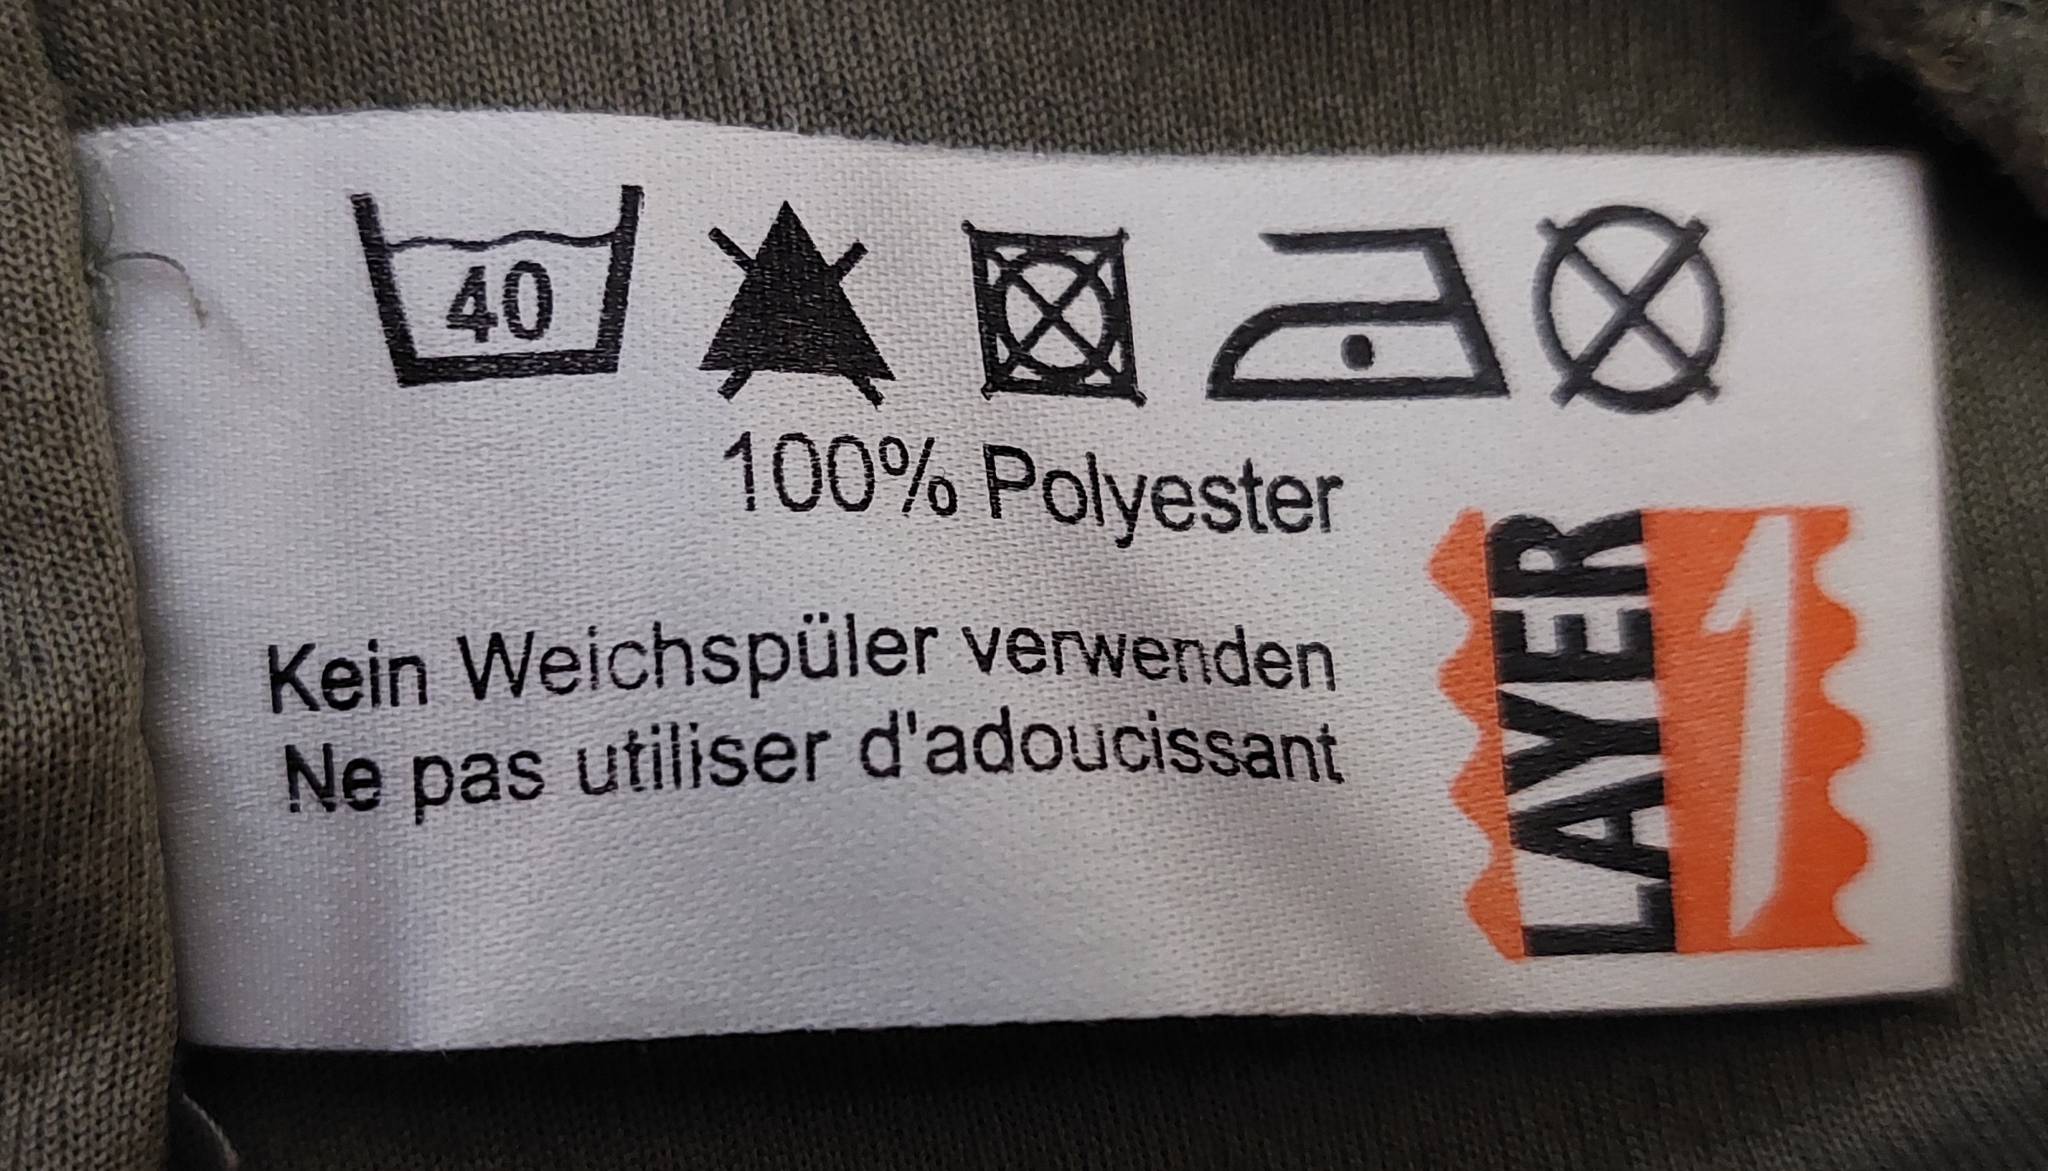 40
100% Polyester
Kein Weichspüler verwenden
Ne pas utiliser d'adoucissant
LAYER
1